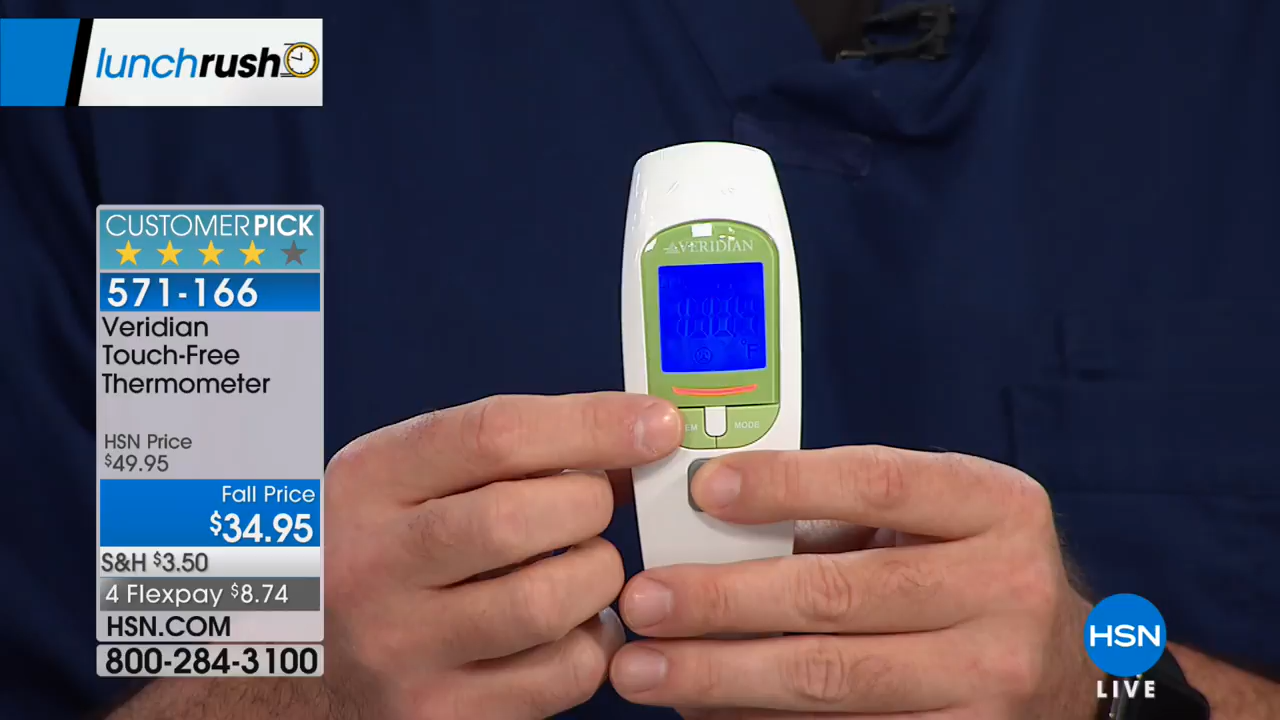 lunchrush
CUSTOMER PICK
571-166
Veridian
Touch-Free
Thermometer
HSN Price
$49.95
Fall Price
$34.95
S&H $3.50
4 Flexpay $8.74
HSN.COM
800-284-3100
VERIDIAN
°F
MODE
HSN
LIVE